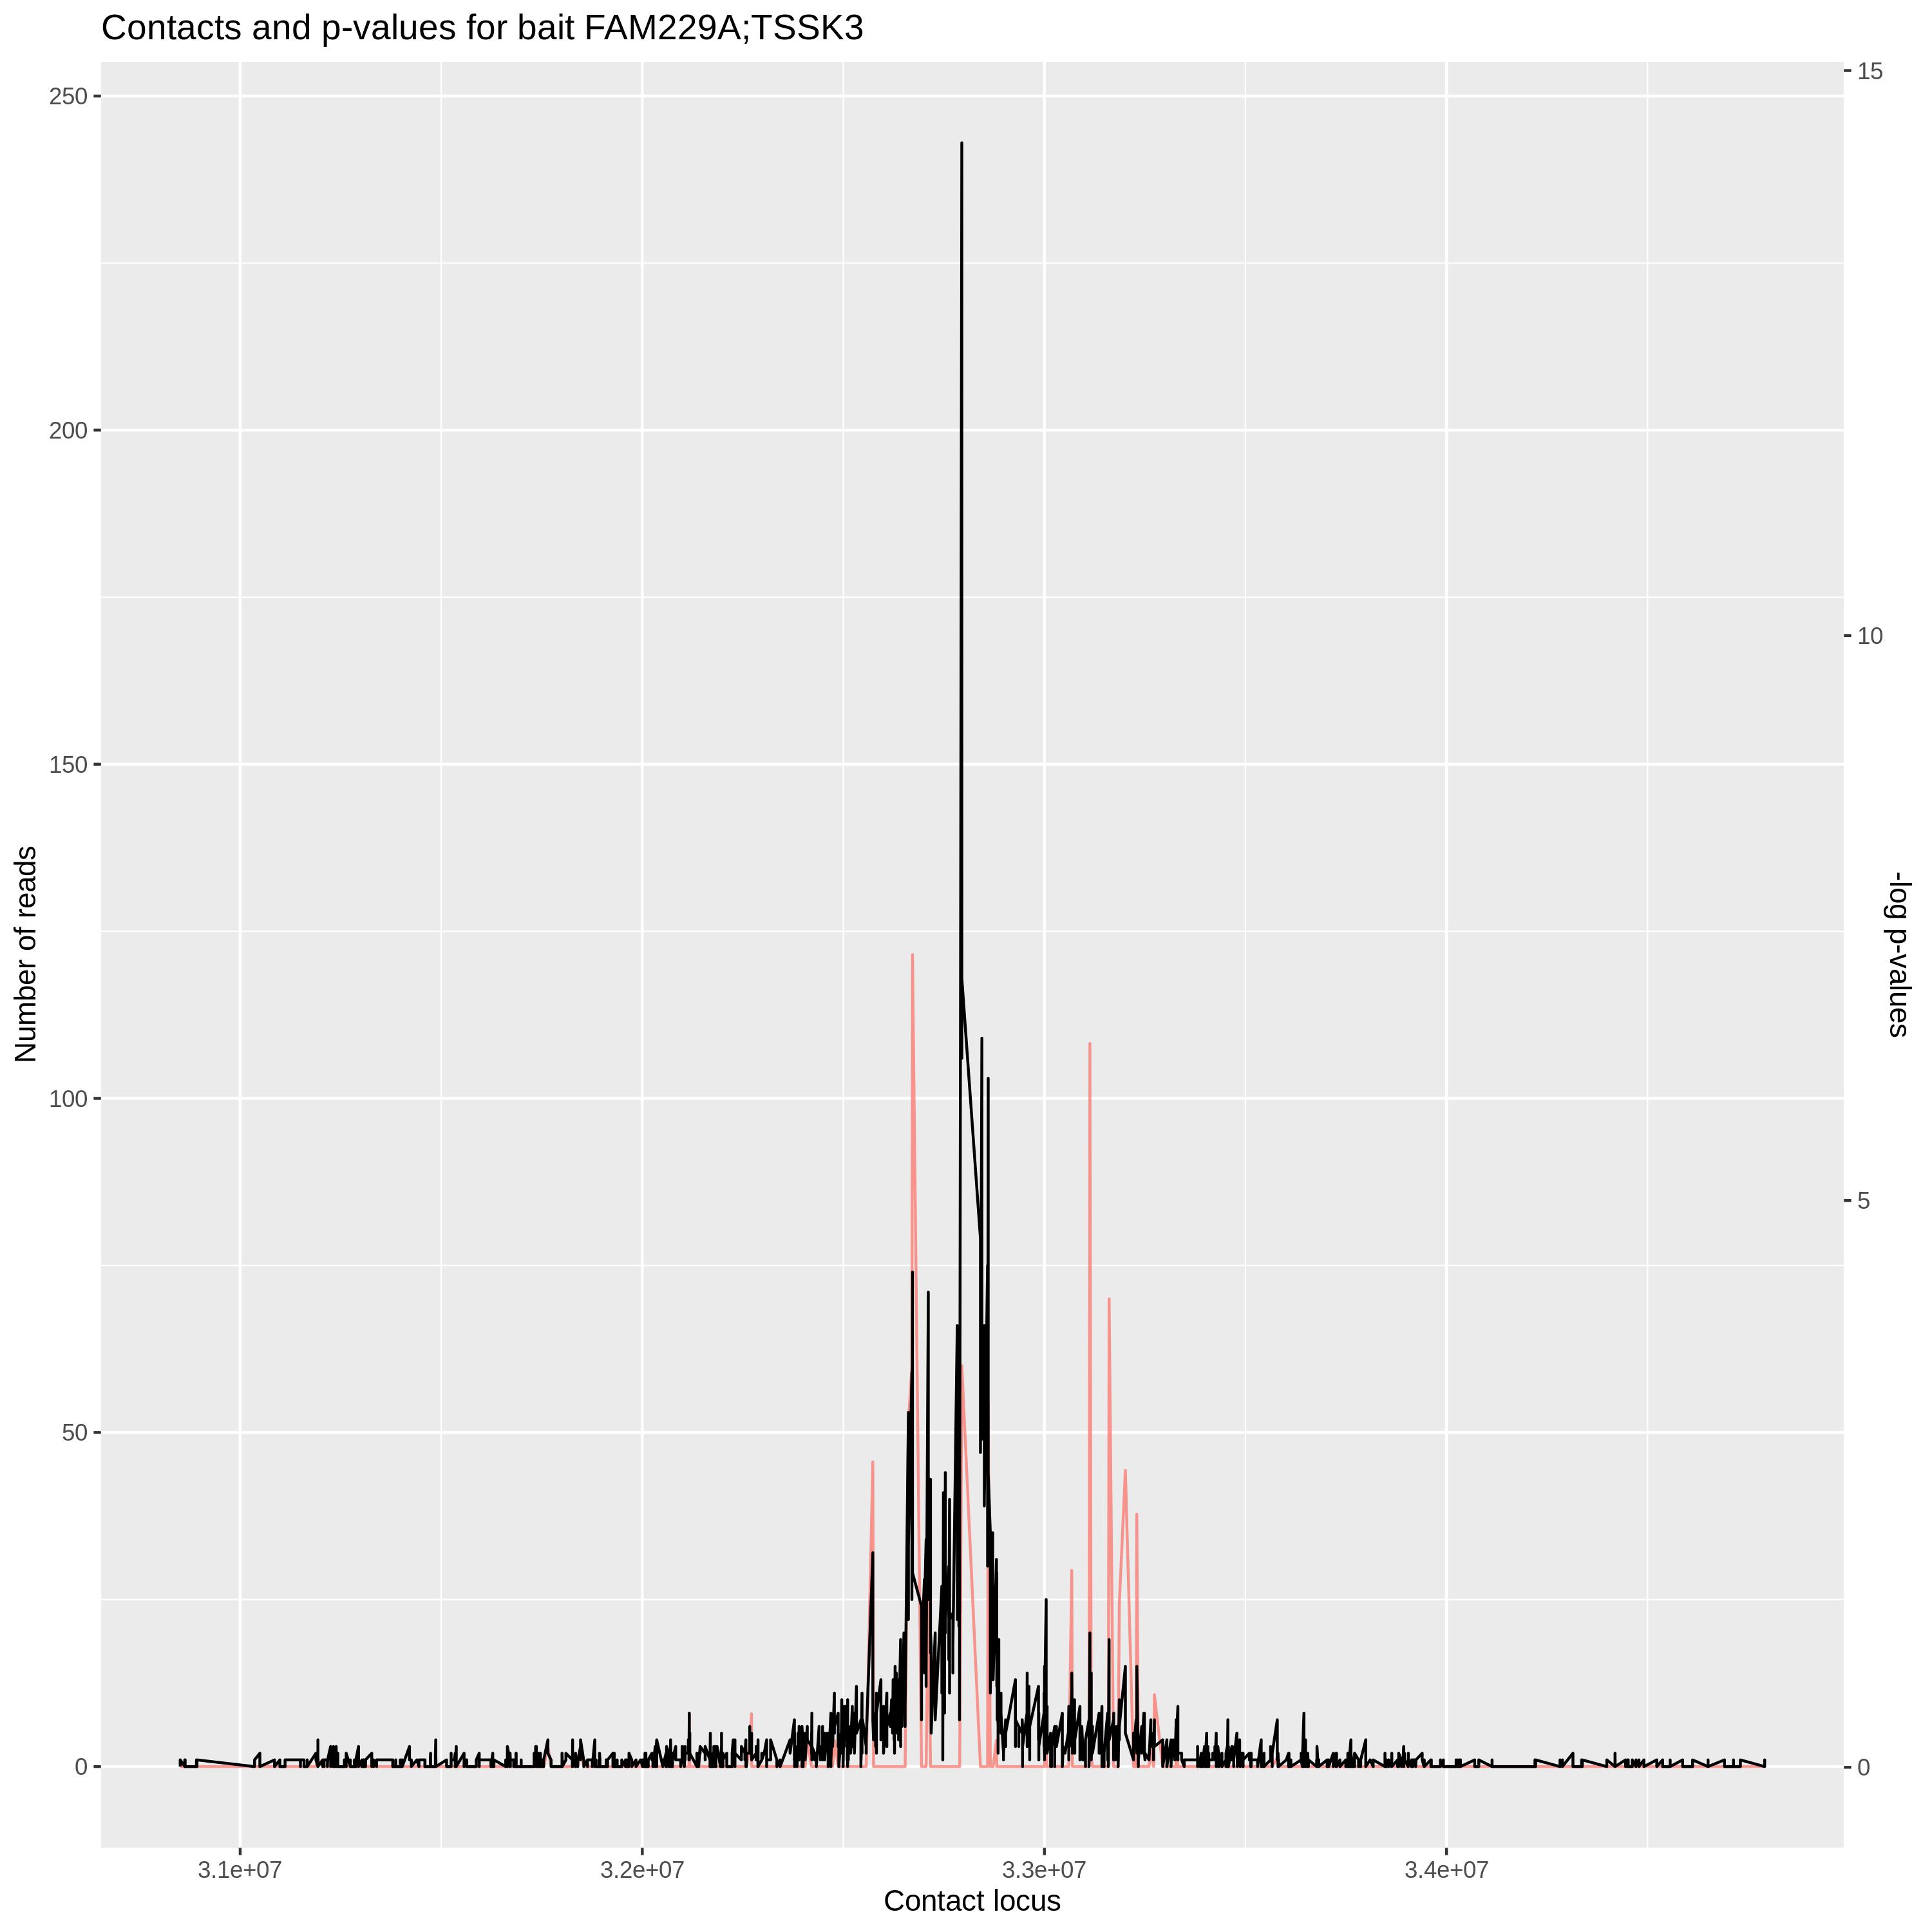 Contacts and p-values for bait FAM229A;TSSK3
250
200
150
100
50
0
Number of reads
15
10
5
0
-log p-values
3.1e+07
3.2e+07
3.3e+07
3.4e+07
Contact locus